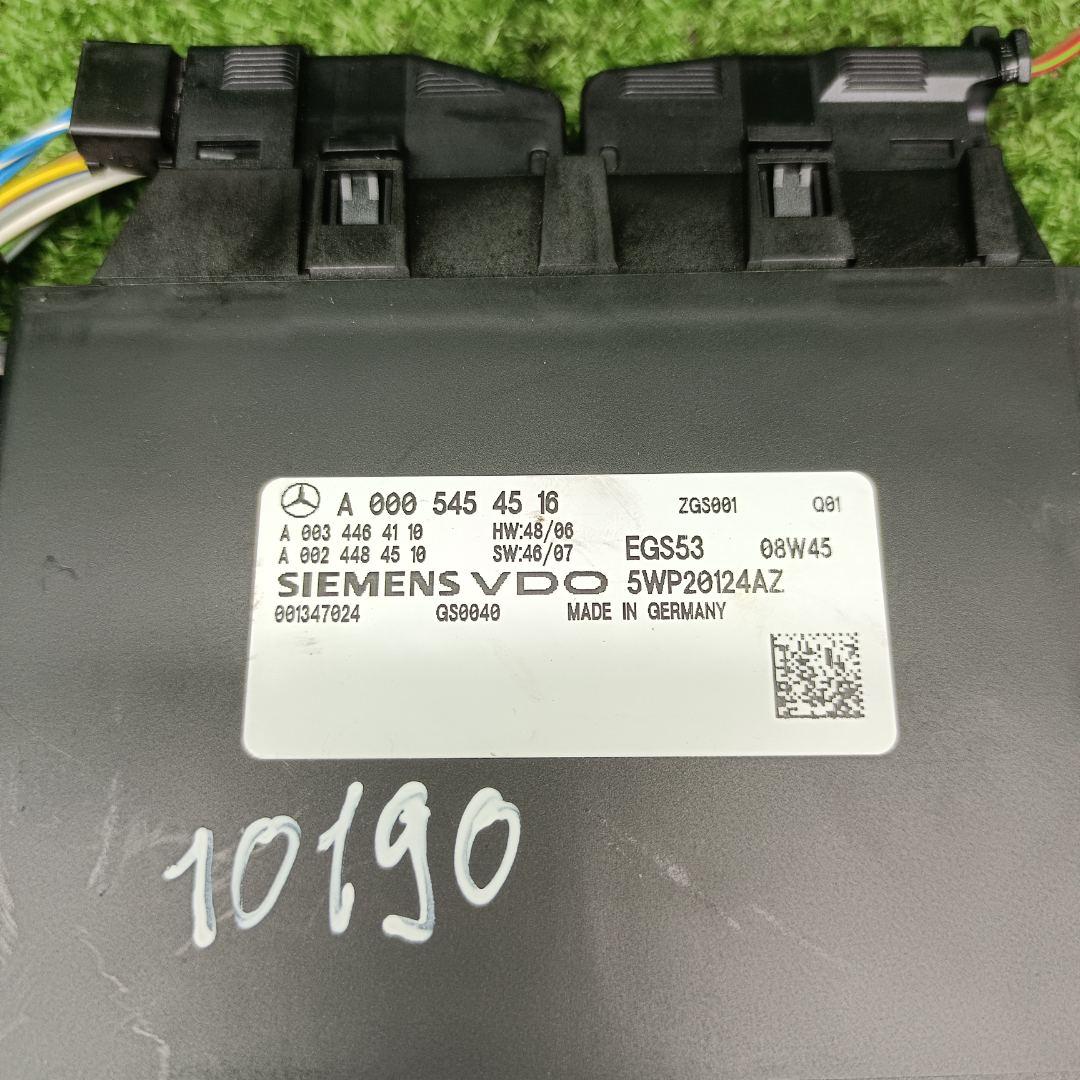 A 000 545 45 16 ZGS001 Q01
A 003 446 41 10 HW:48/06
A 002 448 45 10 SW:46/07 EGS53 08W45
SIEMENS VDO 5WP20124AZ
001347024 GS0040 MADE IN GERMANY
10190